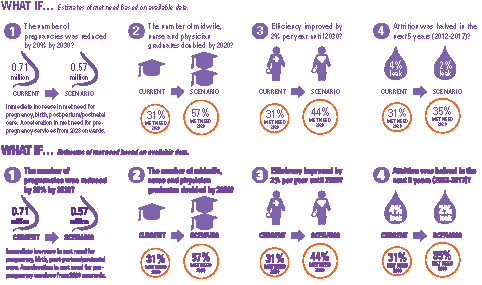 WHAT IF... Estimates of met need based on available data.
1 The number of pregnancies was reduced by 20% by 2030?
0.71 million
0.57 million
CURRENT SCENARIO
Immediate increase in met need for pregnancy, birth, postpartum/postnatal care. Acceleration in met need for pre-pregnancy services from 2023 onwards.
2 The number of midwife, nurse and physician graduates doubled by 2020?
CURRENT SCENARIO
31% MET NEED 2030
57% MET NEED 2030
3 Efficiency improved by 2% per year until 2030?
CURRENT SCENARIO
31% MET NEED 2030
44% MET NEED 2030
4 Attrition was halved in the next 5 years (2012-2017)?
4% leak
2% leak
CURRENT SCENARIO
31% MET NEED 2030
35% MET NEED 2030
WHAT IF... Estimates of met need based on available data.
1 The number of pregnancies was reduced by 20% by 2030?
0.71 million
0.57 million
CURRENT SCENARIO
Immediate increase in met need for pregnancy, birth, postpartum/postnatal care. Acceleration in met need for pre-pregnancy services from onwards.
2 The number of midwife, nurse and physician graduates doubled by 2020?
CURRENT SCENARIO
31% MET NEED
57% MET NEED
3 Efficiency improved by 2% per year until 2030?
CURRENT SCENARIO
31% MET NEED
44% MET NEED
4 Attrition was halved in the next 5 years (2012-2017)?
4% leak
2% leak
CURRENT SCENARIO
31% MET NEED
35% MET NEED